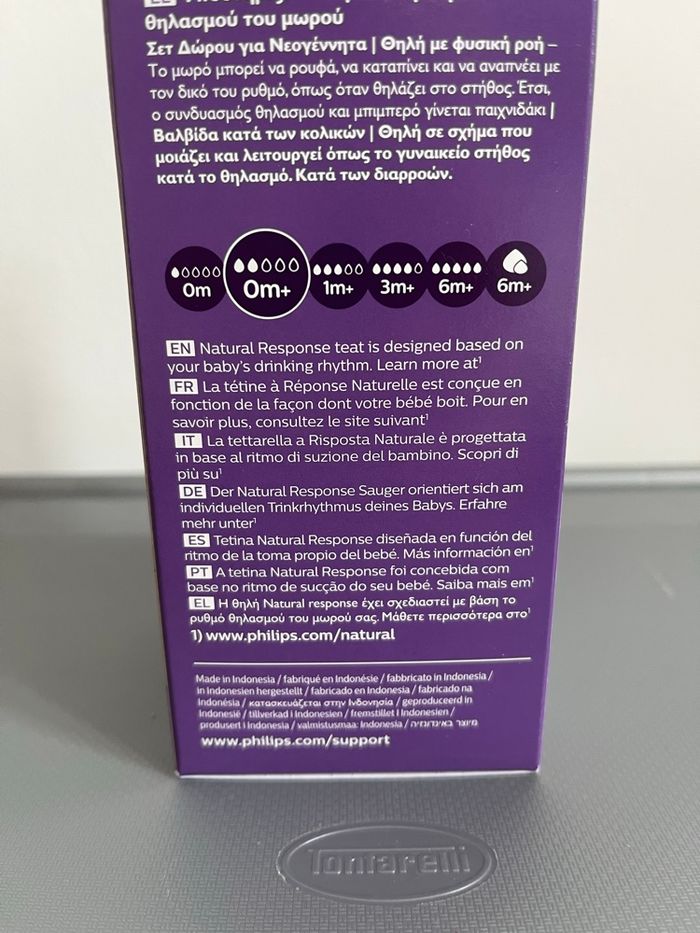 θηλασμού του μωρού
Σετ Δώρου για Νεογέννητα | Θηλή με φυσική ροή –
Το μωρό μπορεί να ρουφά, να καταπίνει και να αναπνέει με
τον δικό του ρυθμό, όπως όταν θηλάζει στο στήθος. Έτσι,
ο συνδυασμός θηλασμού και μπιμπερό γίνεται παιχνιδάκι |
Βαλβίδα κατά των κολικών | Θηλή σε σχήμα που
μοιάζει και λειτουργεί όπως το γυναικείο στήθος
κατά το θηλασμό. Κατά των διαρροών.
0m 0m+ 1m+ 3m+ 6m+ 6m+
EN Natural Response teat is designed based on
your baby's drinking rhythm. Learn more at¹
FR La tétine à Réponse Naturelle est conçue en
fonction de la façon dont votre bébé boit. Pour en
savoir plus, consultez le site suivant¹
IT La tettarella a Risposta Naturale è progettata
in base al ritmo di suzione del bambino. Scopri di
più su¹
DE Der Natural Response Sauger orientiert sich am
individuellen Trinkrhythmus deines Babys. Erfahre
mehr unter¹
ES Tetina Natural Response diseñada en función del
ritmo de la toma propio del bebé. Más información en¹
PT A tetina Natural Response foi concebida com
base no ritmo de sucção do seu bebé. Saiba mais em¹
EL Η θηλή Natural response έχει σχεδιαστεί με βάση το
ρυθμό θηλασμού του μωρού σας. Μάθετε περισσότερα στο¹
1) www.philips.com/natural
Made in Indonesia / fabriqué en Indonésie / fabbricato in Indonesia /
in Indonesien hergestellt / fabricado en Indonesia / fabricado na
Indonésia / κατασκευάζεται στην Ινδονησία / geproduceerd in
Indonesië / tillverkad i Indonesien / fremstillet i Indonesien /
produsert i Indonesia / valmistusmaa: Indonesia / מיוצר באינדונזיה
www.philips.com/support
Tontarelli